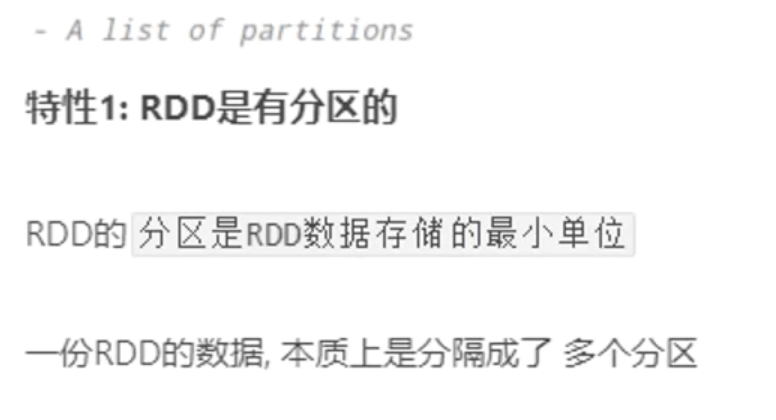 - A list of partitions
特性1: RDD是有分区的
RDD的 分区是RDD数据存储的最小单位
一份RDD的数据, 本质上是分隔成了 多个分区